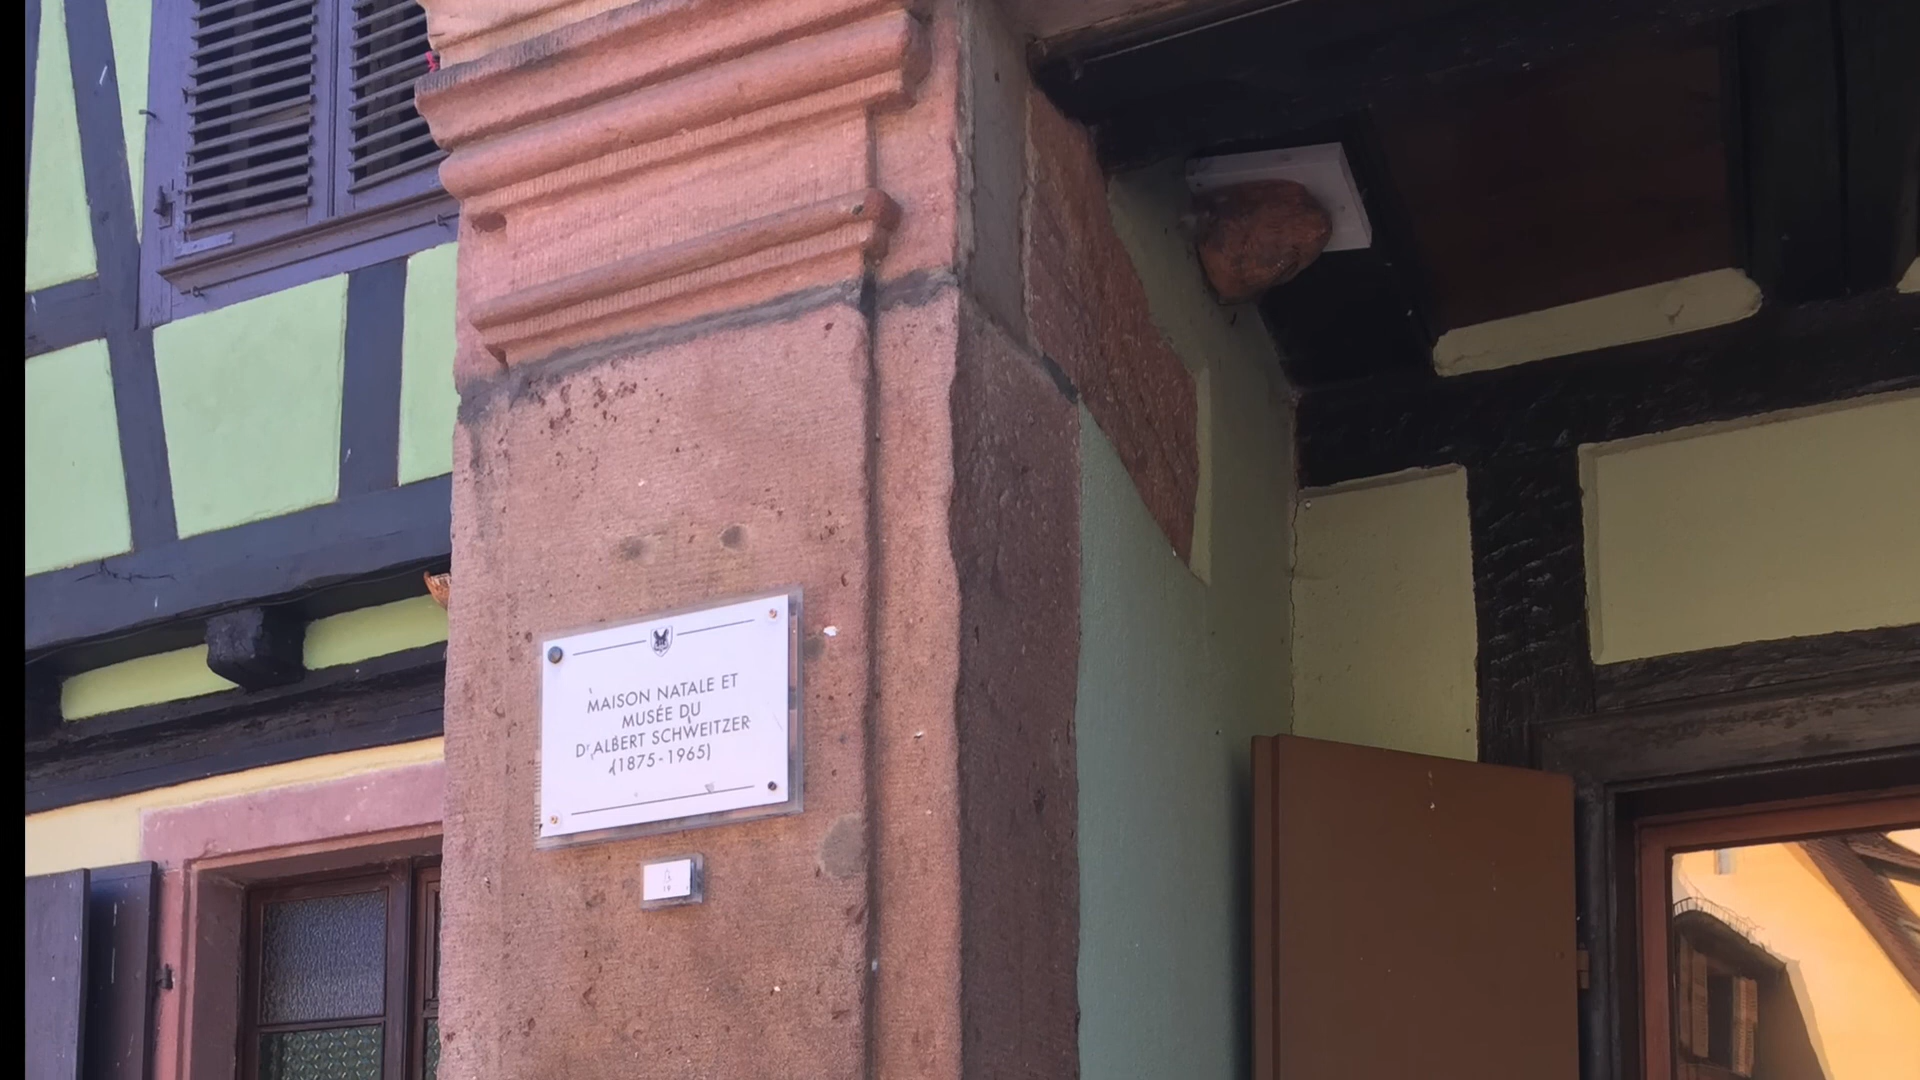 MAISON NATALE ET
MUSÉE DU
Dr ALBERT SCHWEITZER
(1875-1965)